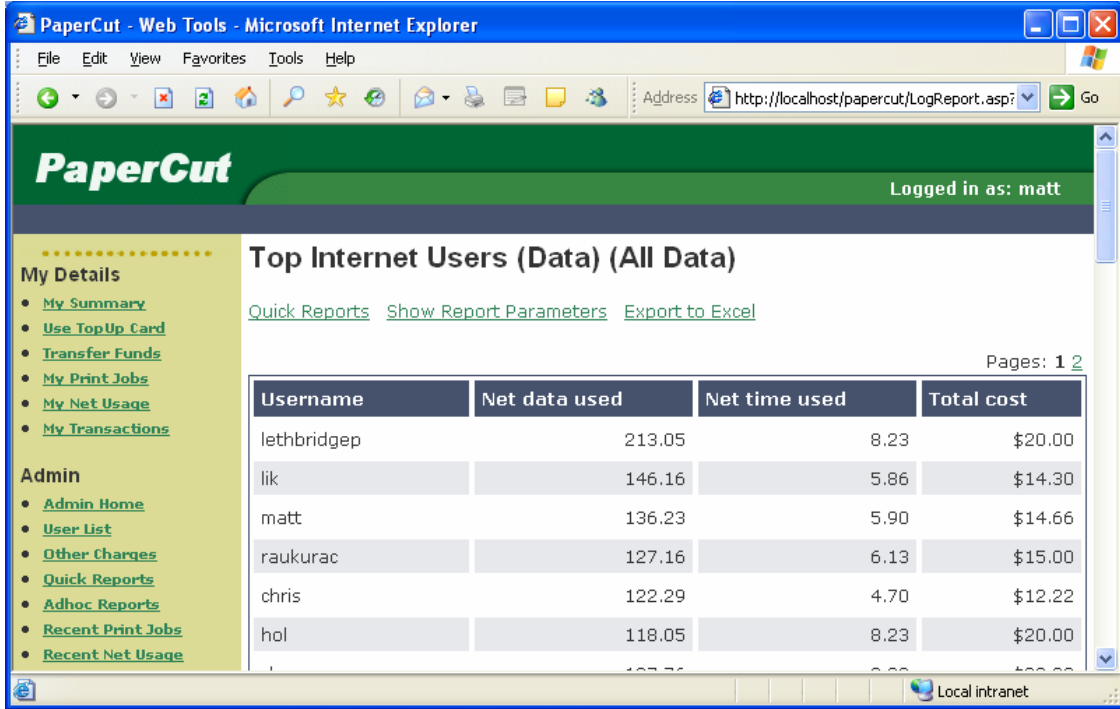 PaperCut - Web Tools - Microsoft Internet Explorer
File Edit View Favorites Tools Help
Address http://localhost/papercut/LogReport.asp? Go
PaperCut
Logged in as: matt
My Details
My Summary
Use TopUp Card
Transfer Funds
My Print Jobs
My Net Usage
My Transactions
Admin
Admin Home
User List
Other Charges
Quick Reports
Adhoc Reports
Recent Print Jobs
Recent Net Usage
Top Internet Users (Data) (All Data)
Quick Reports Show Report Parameters Export to Excel
Pages: 1 2
Username Net data used Net time used Total cost
lethbridgep 213.05 8.23 $20.00
lik 146.16 5.86 $14.30
matt 136.23 5.90 $14.66
raukurac 127.16 6.13 $15.00
chris 122.29 4.70 $12.22
hol 118.05 8.23 $20.00
Local intranet